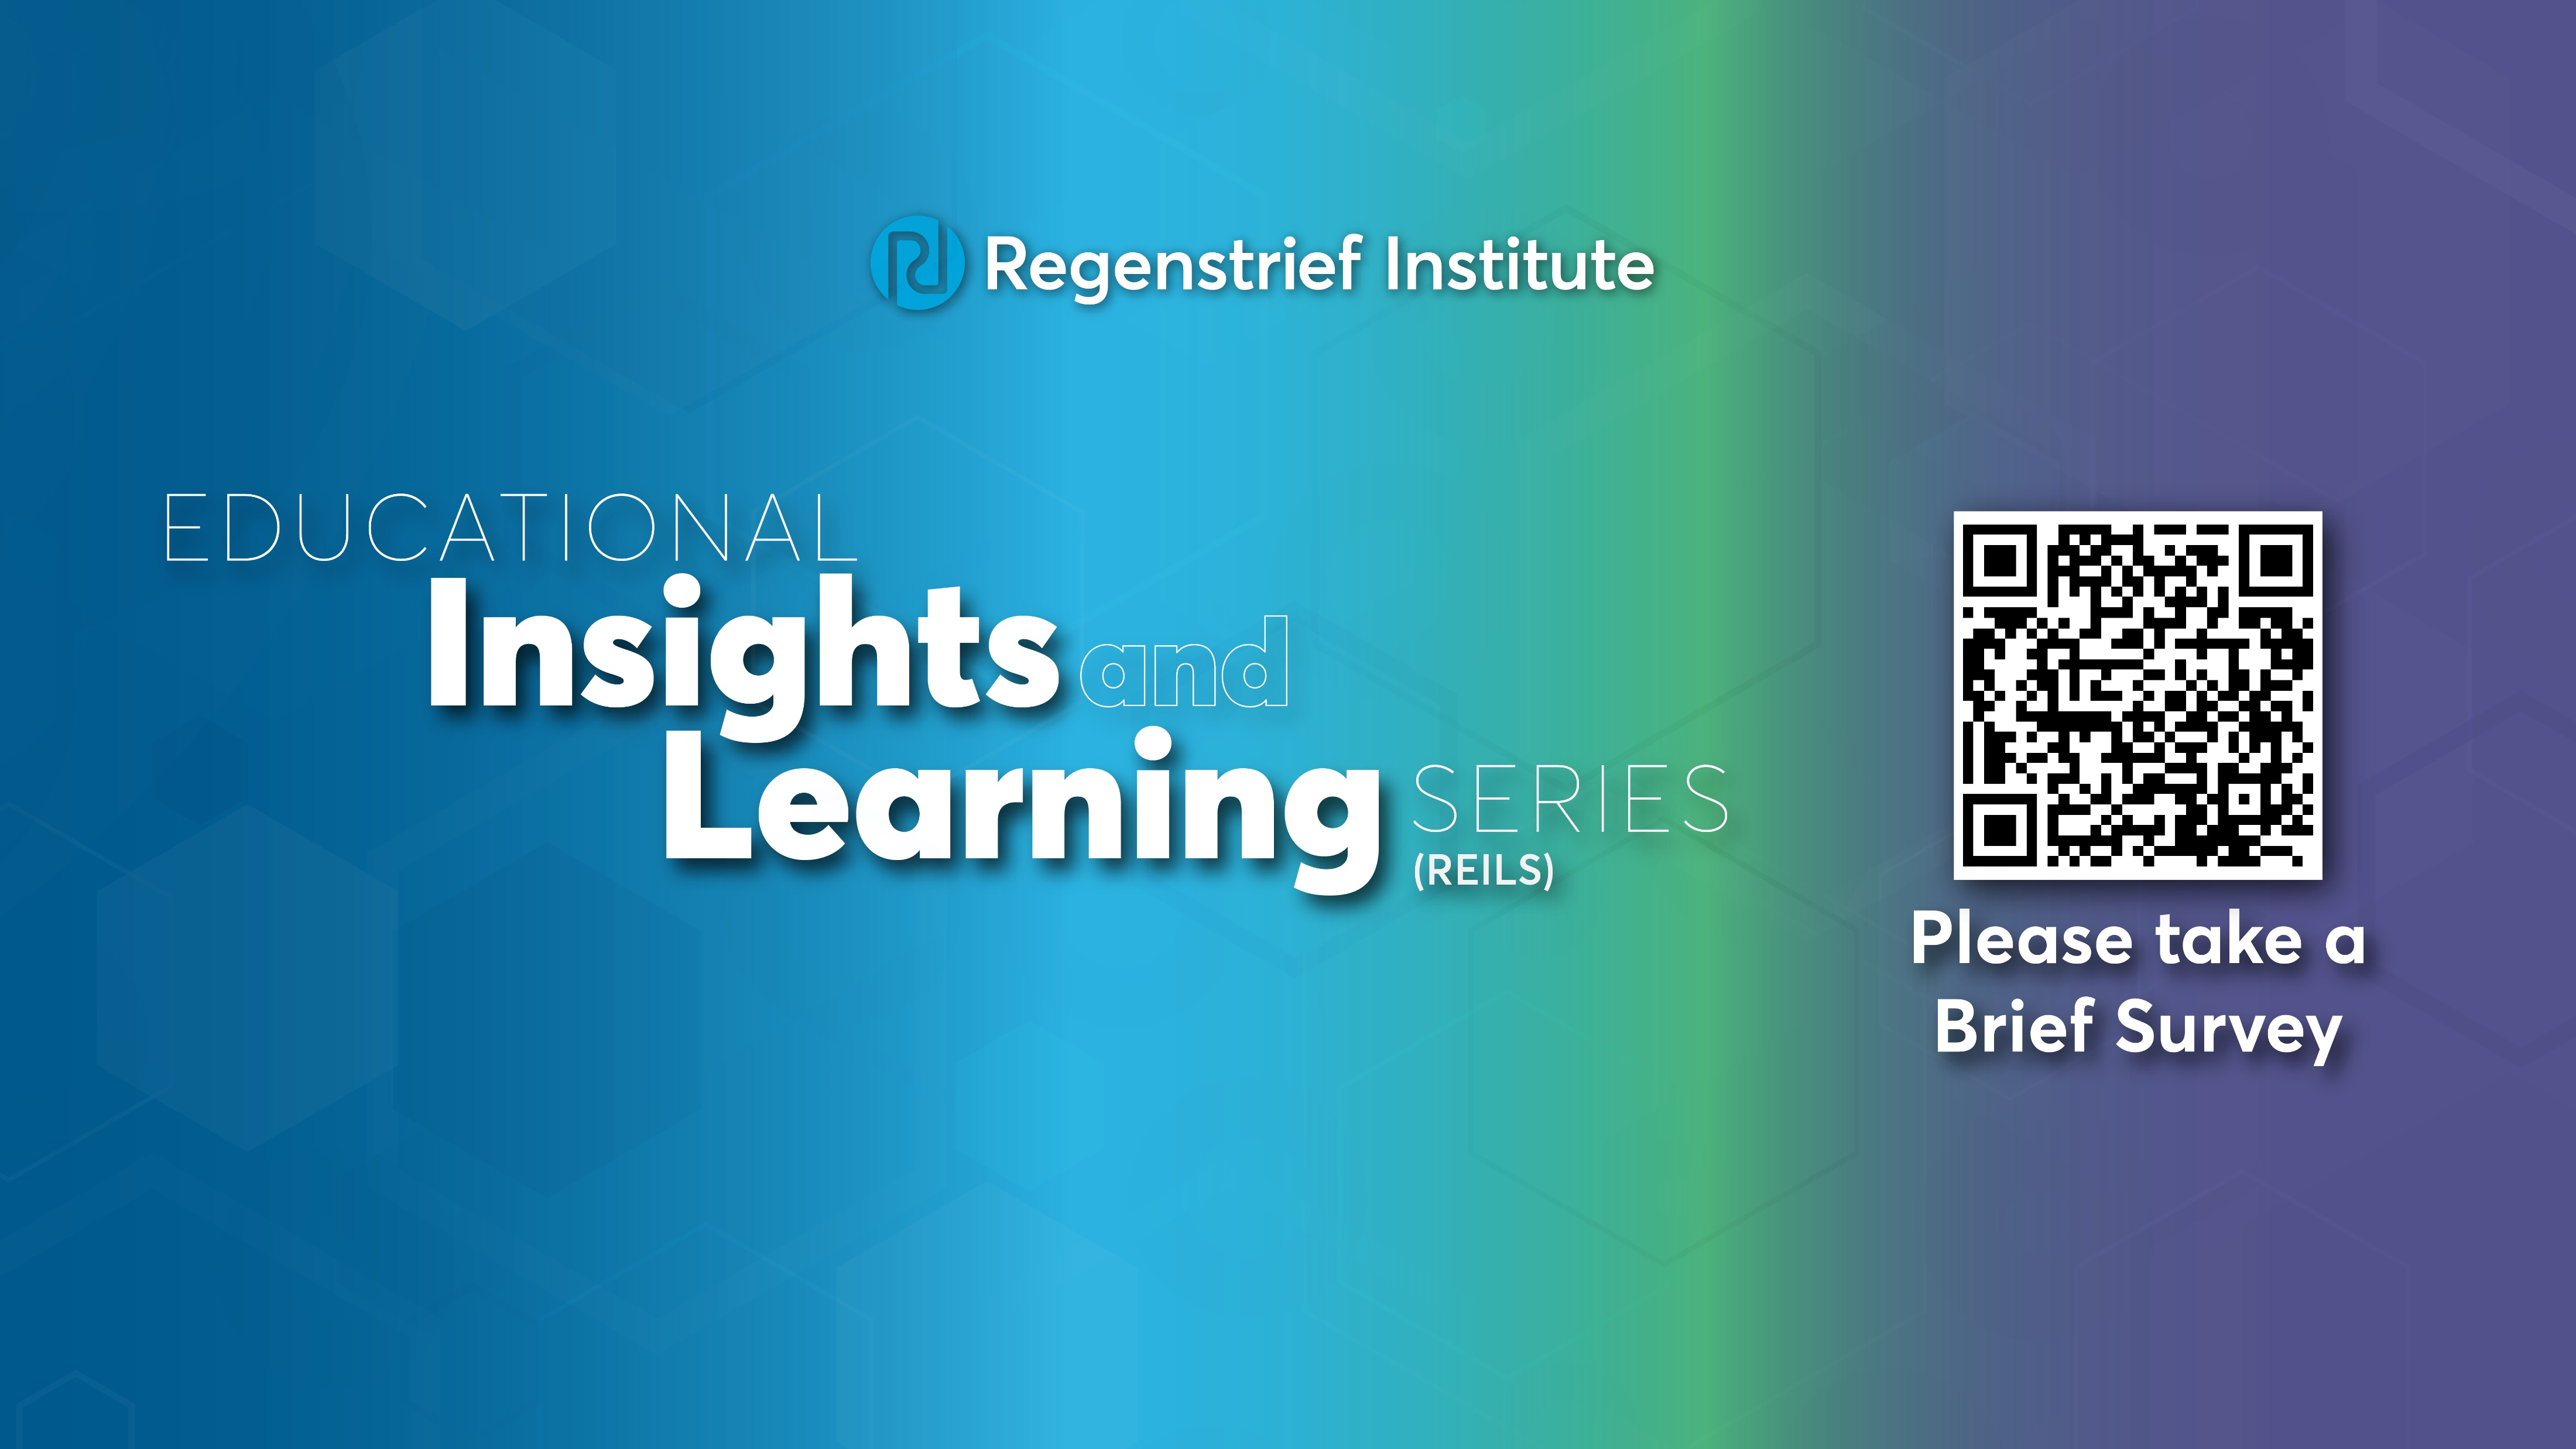 Regenstrief Institute
EDUCATIONAL
Insights and
Learning SERIES
(REILS)
Please take a
Brief Survey